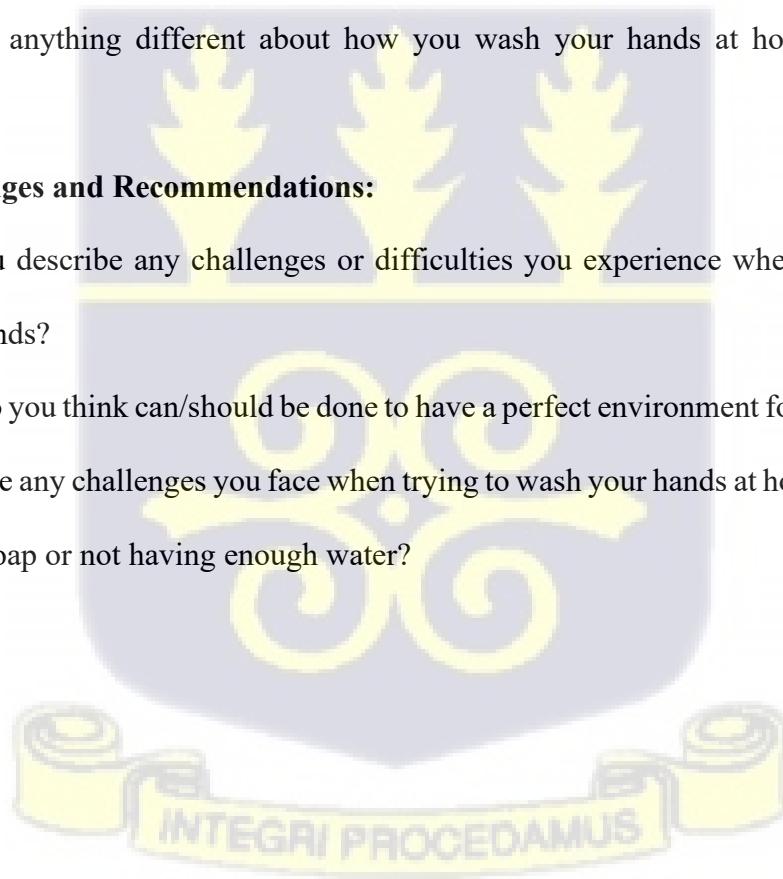 anything different about how you wash your hands at ho
ges and Recommendations:
u describe any challenges or difficulties you experience whe
nds?
o you think can/should be done to have a perfect environment fo
e any challenges you face when trying to wash your hands at ho
oap or not having enough water?
INTEGRI PROCEDAMUS